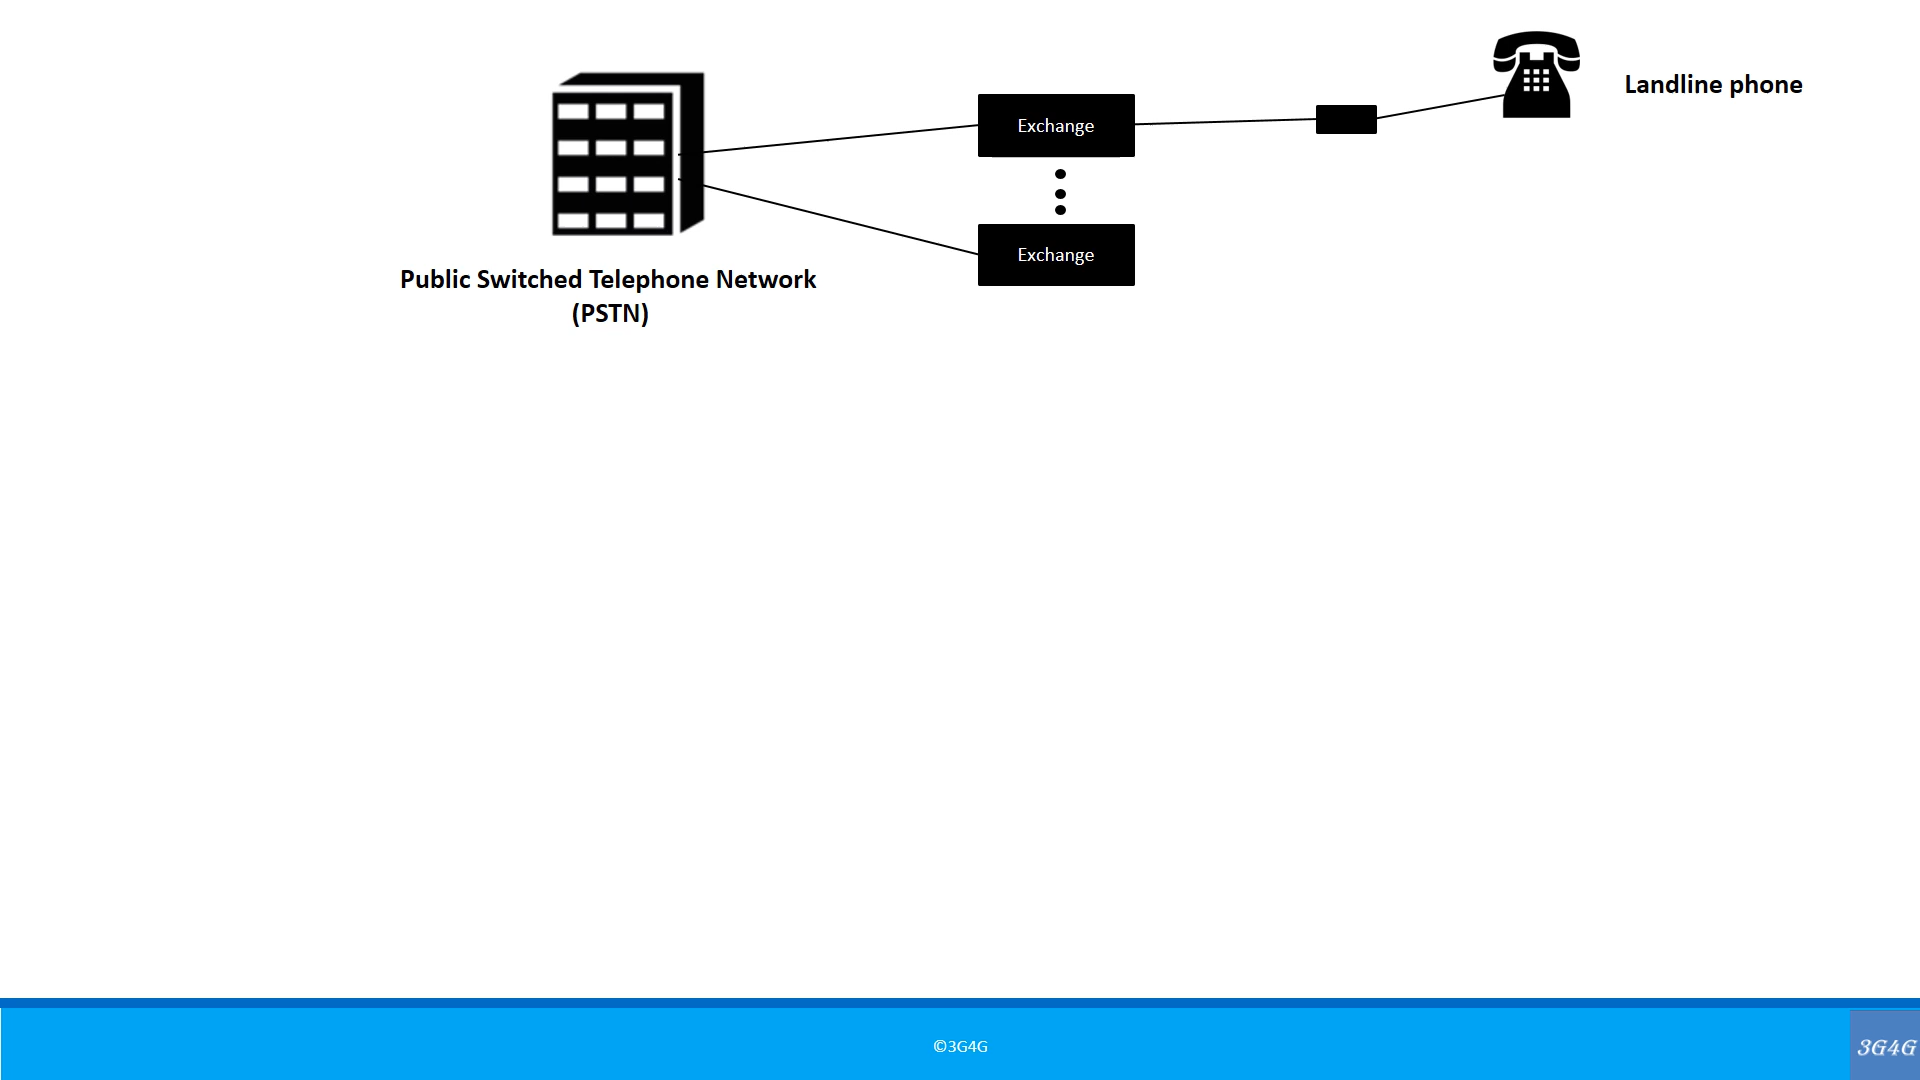 Landline phone
Exchange
Exchange
Public Switched Telephone Network
(PSTN)
©3G4G
3G4G